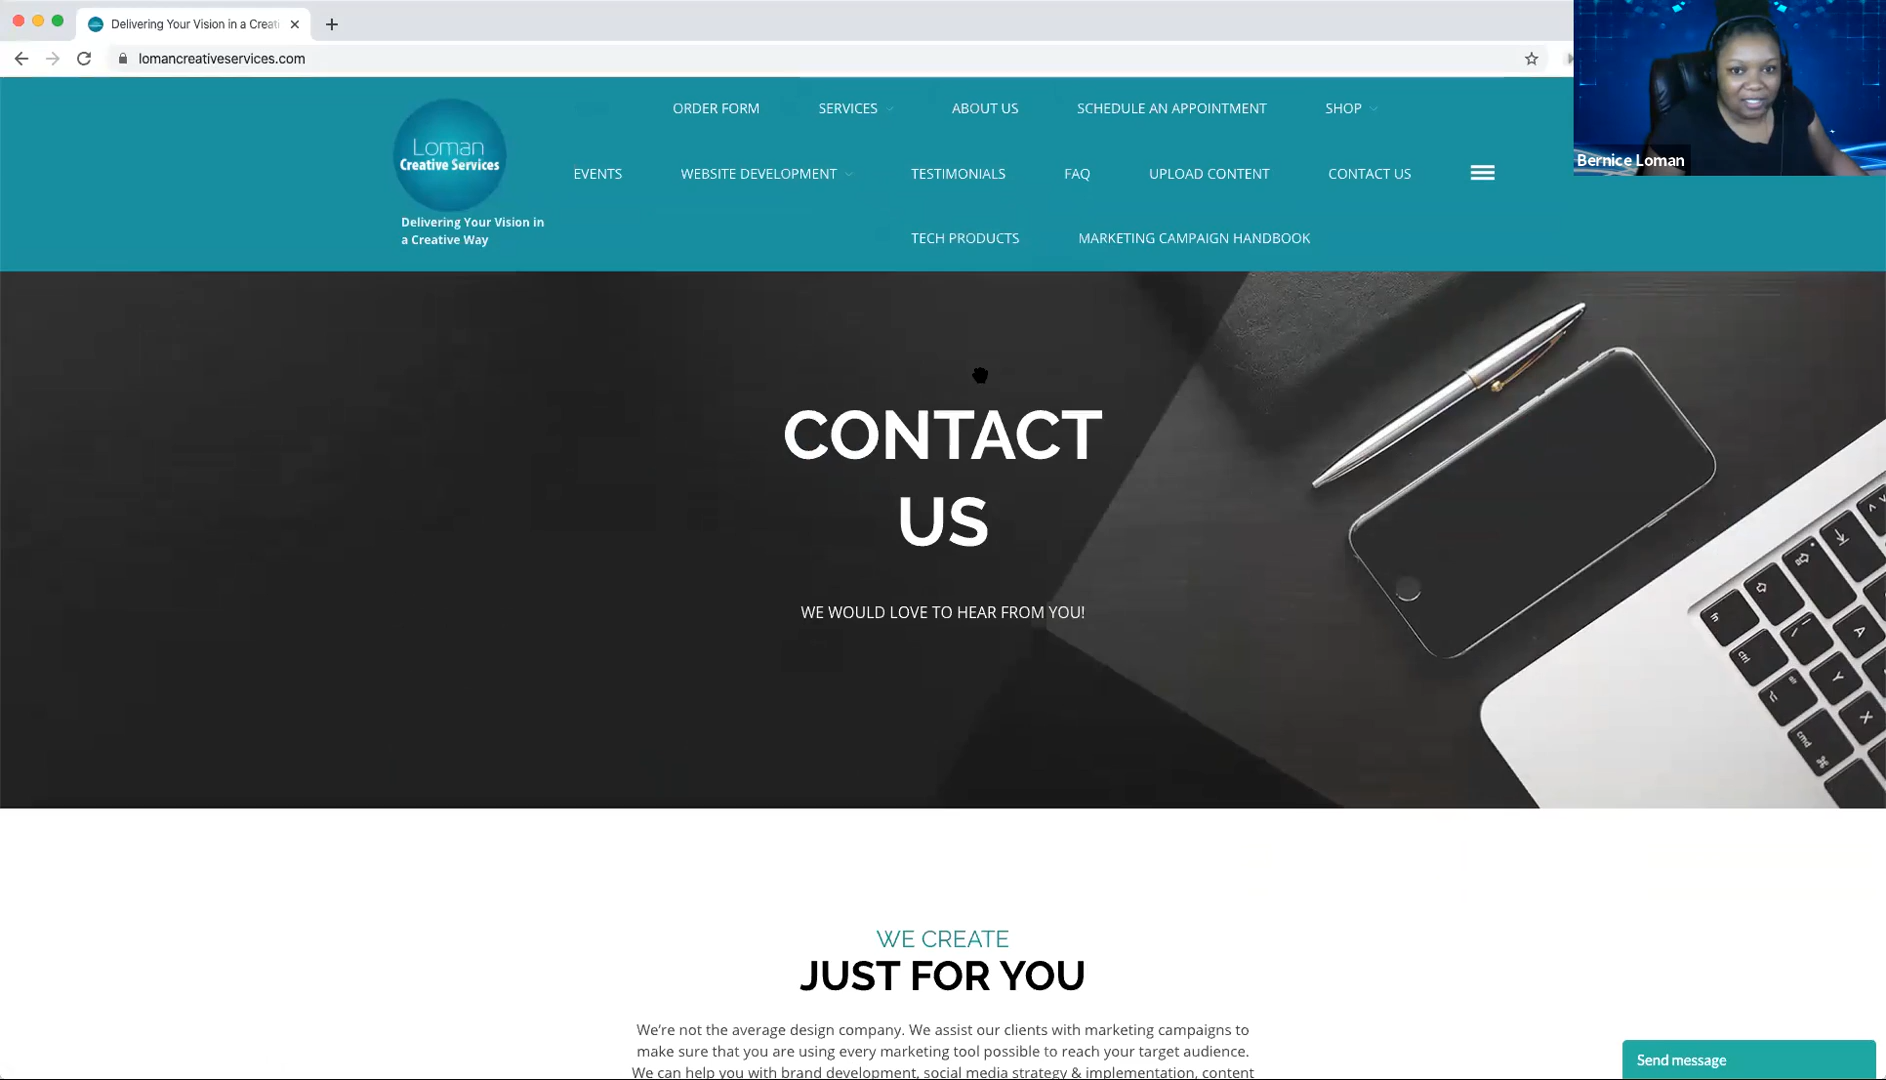 Delivering Your Vision in a Creati
lomancreativeservices.com
Bernice Loman
Loman
Creative Services
Delivering Your Vision in
a Creative Way
ORDER FORM SERVICES ABOUT US SCHEDULE AN APPOINTMENT SHOP
EVENTS WEBSITE DEVELOPMENT TESTIMONIALS FAQ UPLOAD CONTENT CONTACT US
TECH PRODUCTS MARKETING CAMPAIGN HANDBOOK
CONTACT
US
WE WOULD LOVE TO HEAR FROM YOU!
fn
ctrl
cmd
A
Y
X
WE CREATE
JUST FOR YOU
We're not the average design company. We assist our clients with marketing campaigns to
make sure that you are using every marketing tool possible to reach your target audience.
We can help you with brand development, social media strategy & implementation, content
Send message